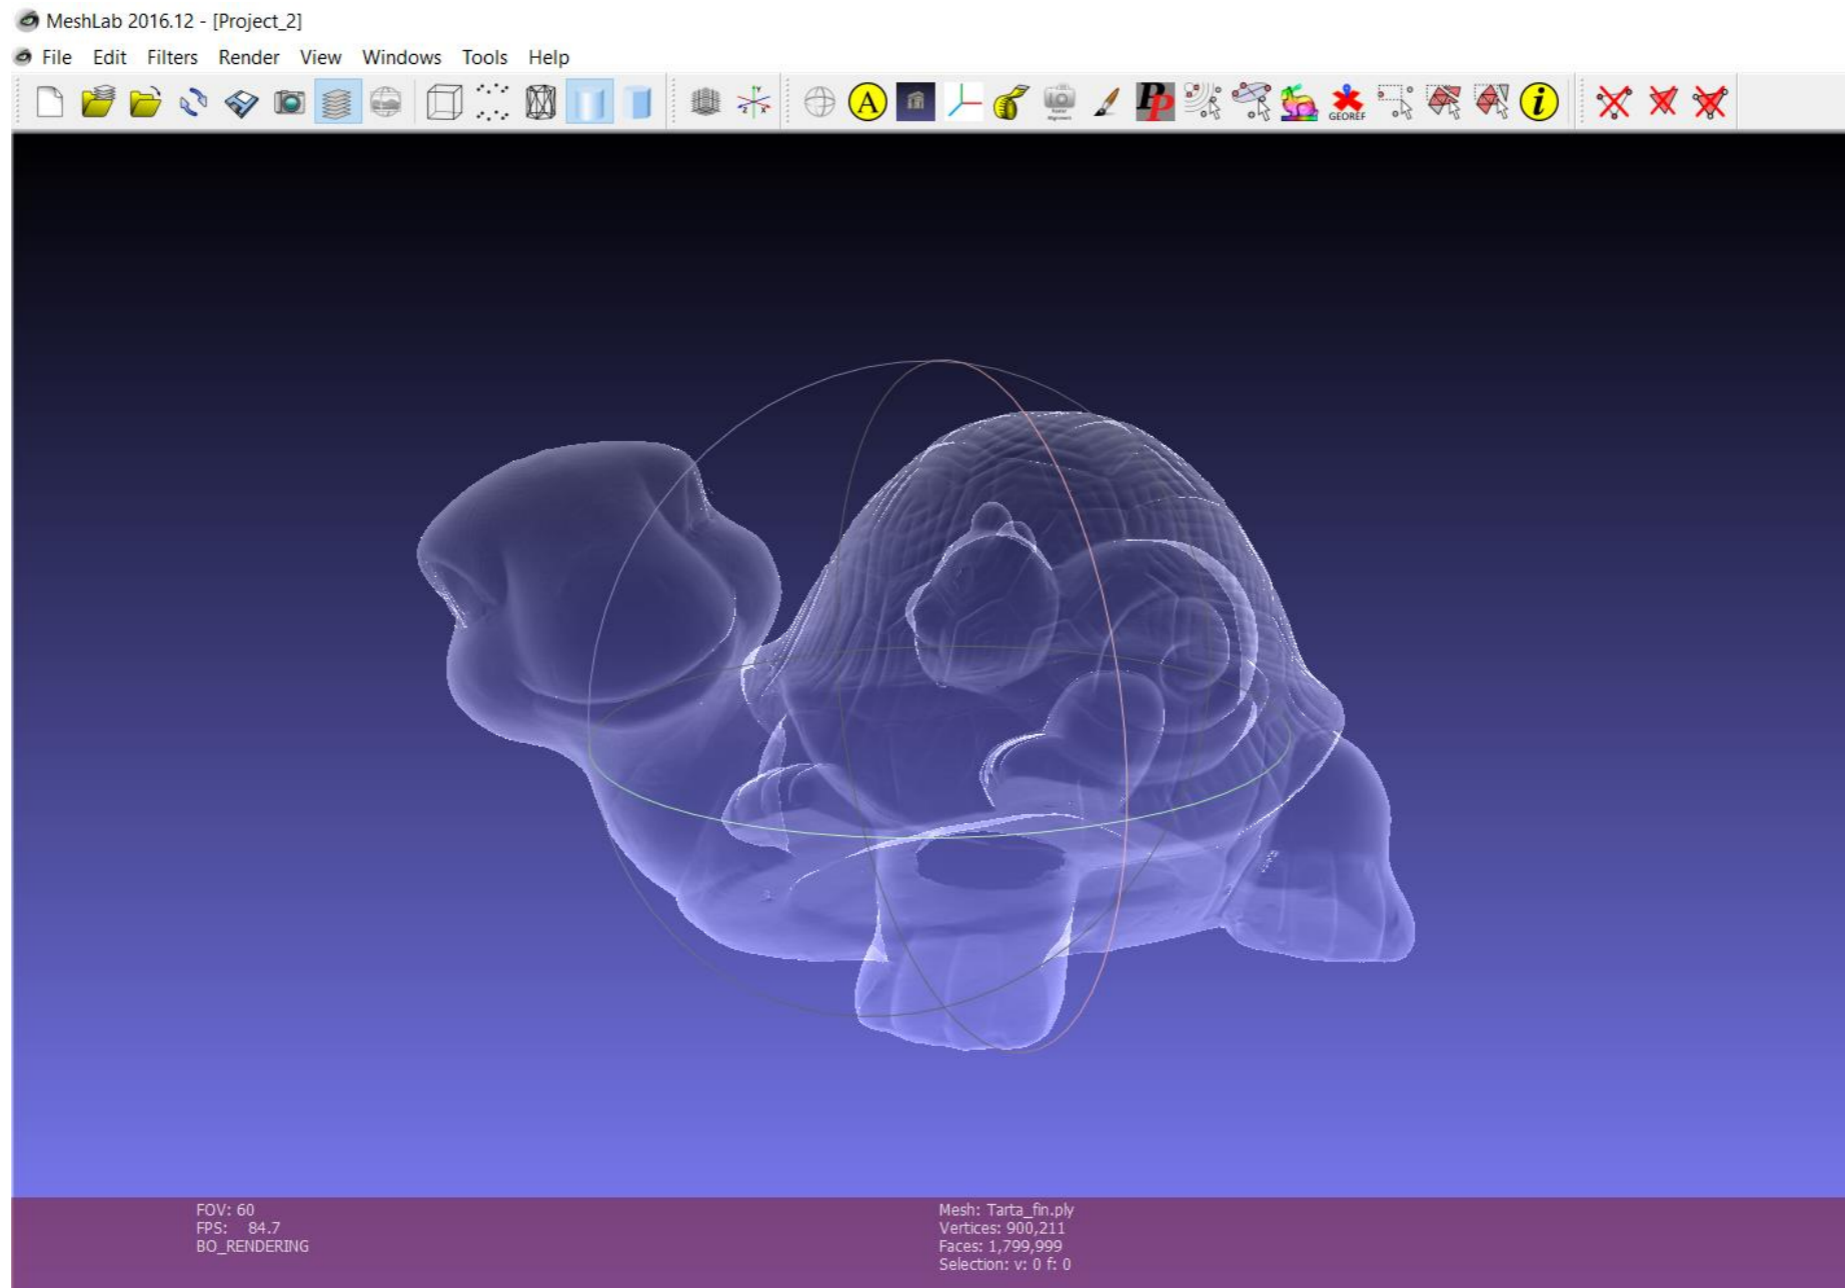 MeshLab 2016.12 - [Project_2]
File Edit Filters Render View Windows Tools Help
A
Pp
GEOREF
i
FOV: 60
FPS: 84.7
BO_RENDERING
Mesh: Tarta_fin.ply
Vertices: 900,211
Faces: 1,799,999
Selection: v: 0 f: 0